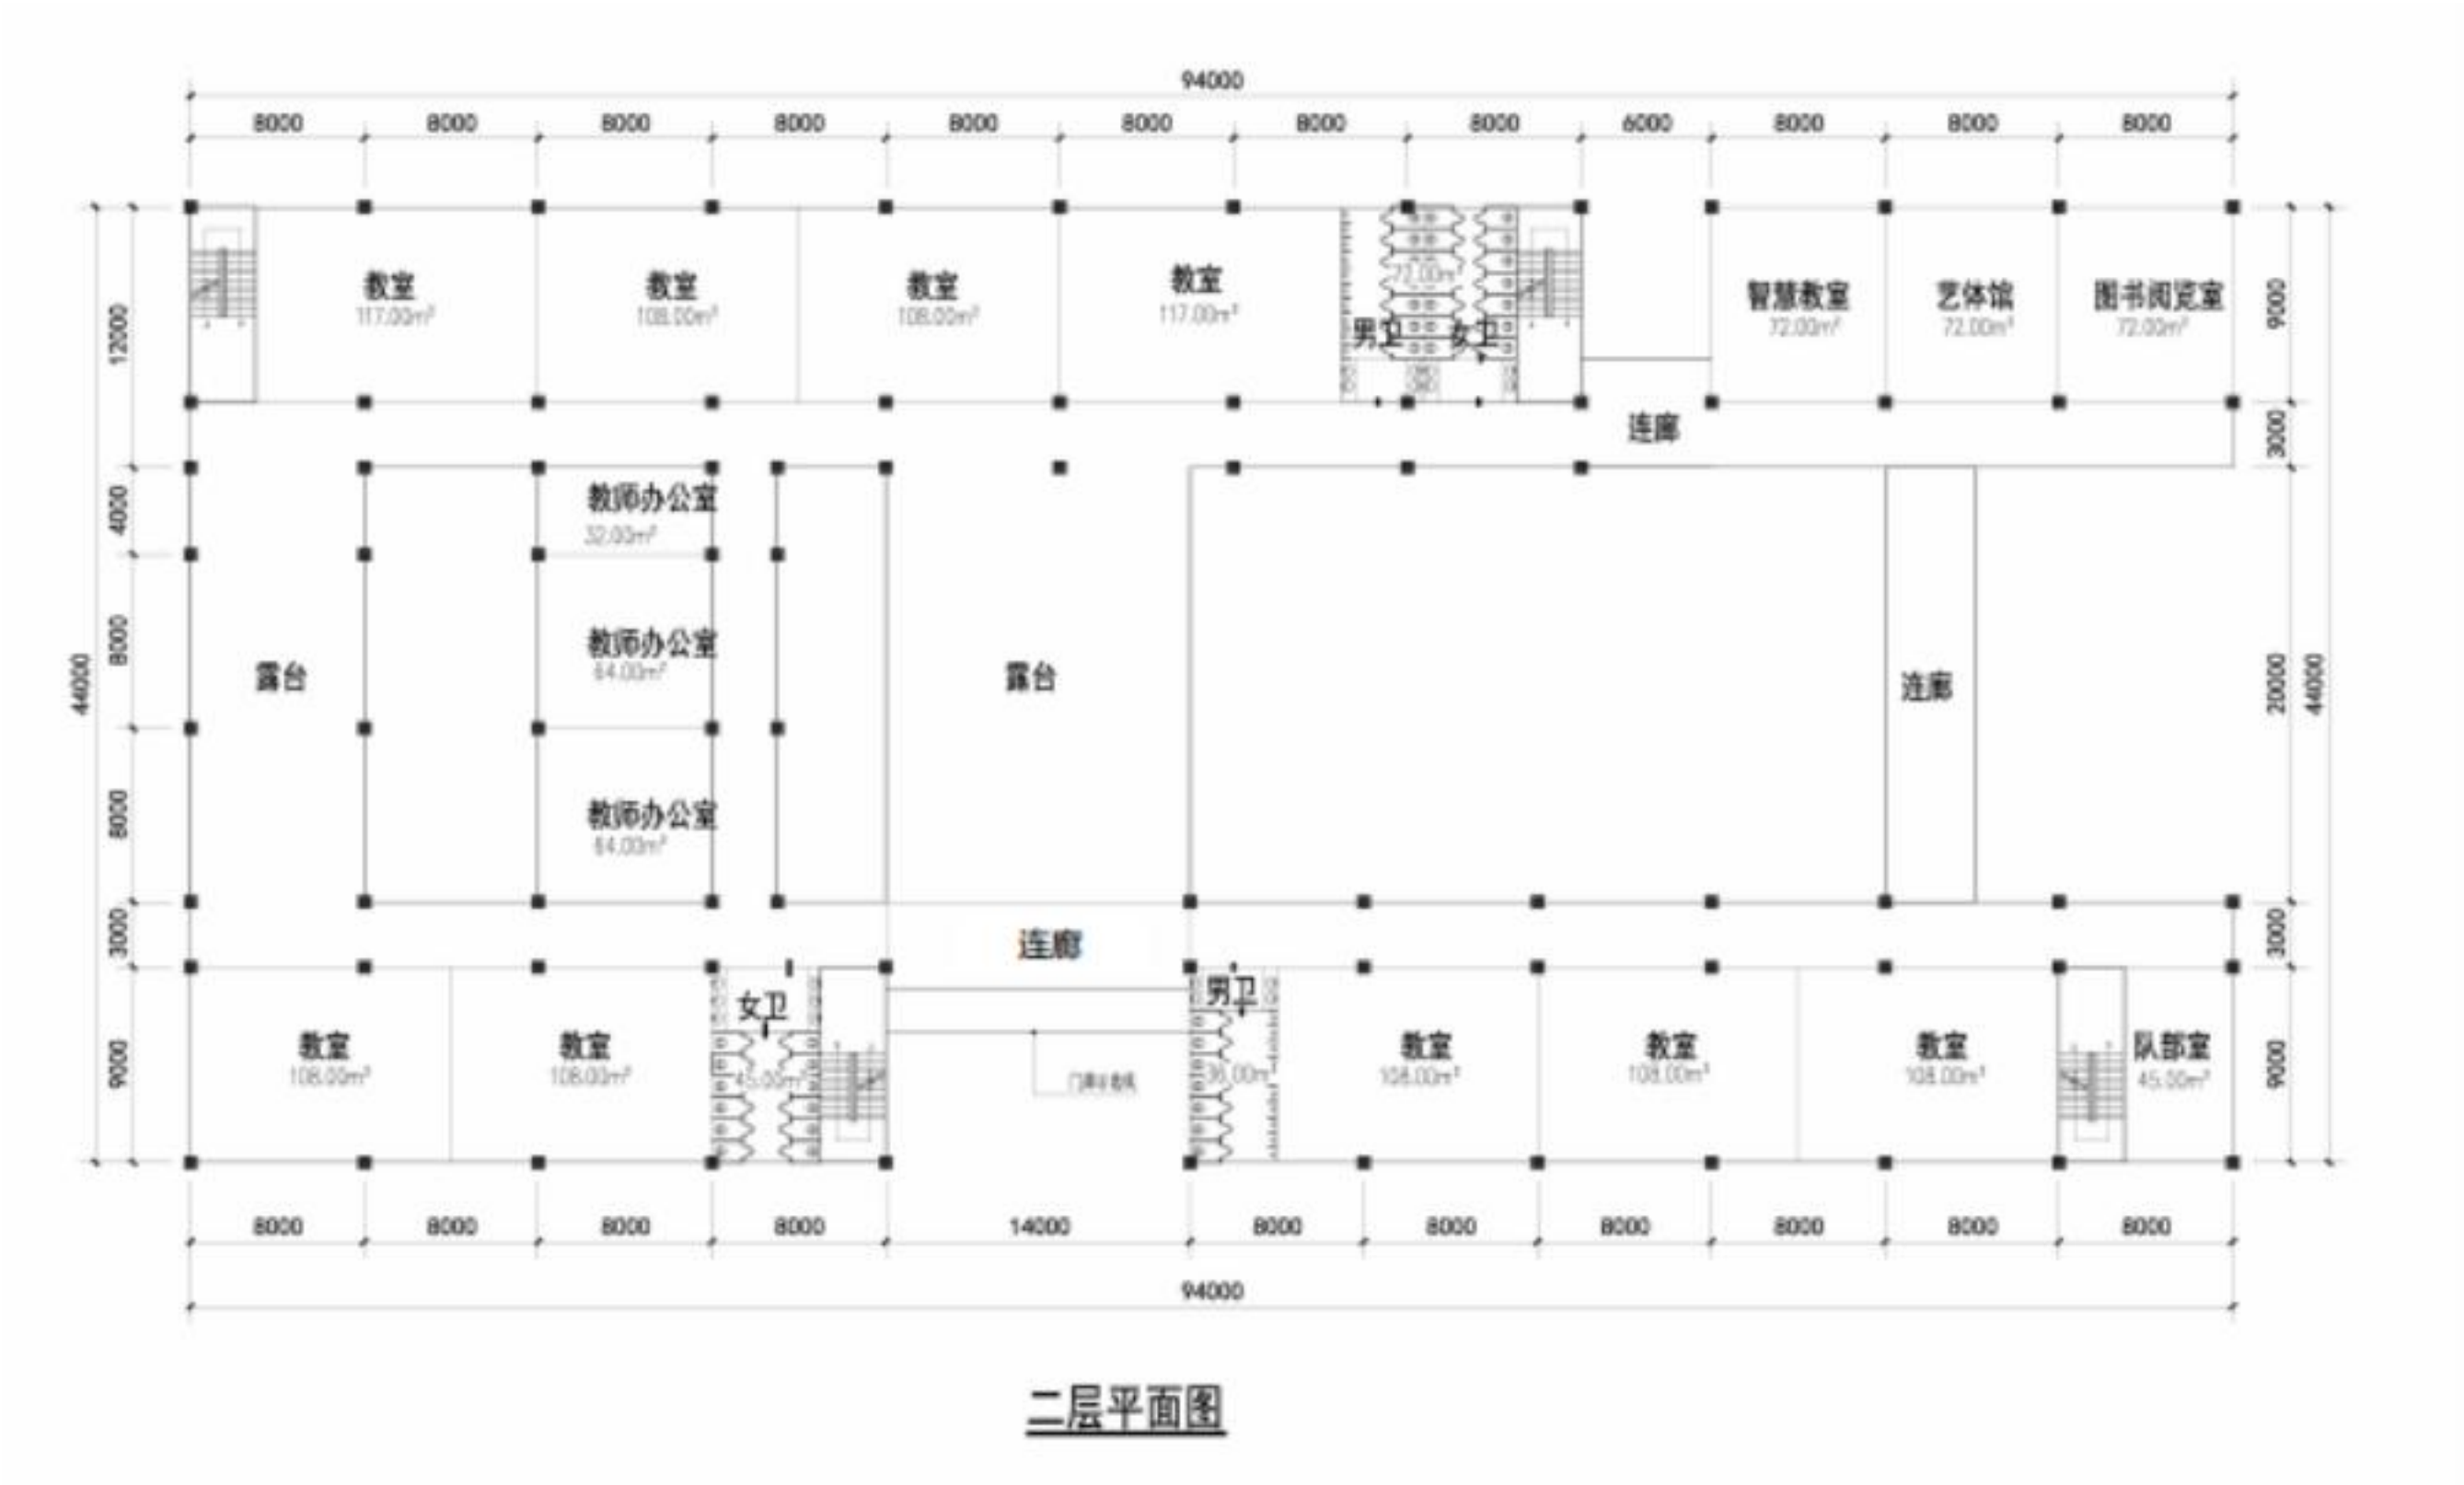 94000
8000 8000 8000 8000 8000 8000 8000 8000 6000 8000 8000 8000
教室
117.00m²
教室
108.00m²
教室
108.00m²
教室
117.00m²
72.00m²
男卫
女卫
智慧教室
72.00m²
艺体馆
72.00m²
图书阅览室
72.00m²
12000
9000
连廊
3000
教师办公室
32.00m²
4000
教师办公室
64.00m²
8000
露台
露台
连廊
44000
20000
44000
教师办公室
64.00m²
8000
3000
连廊
3000
女卫
45.00m²
男卫
36.00m²
教室
108.00m²
教室
108.00m²
教室
108.00m²
教室
108.00m²
教室
108.00m²
队部室
45.00m²
9000
9000
8000 8000 8000 8000 14000 8000 8000 8000 8000 8000 8000
94000
二层平面图